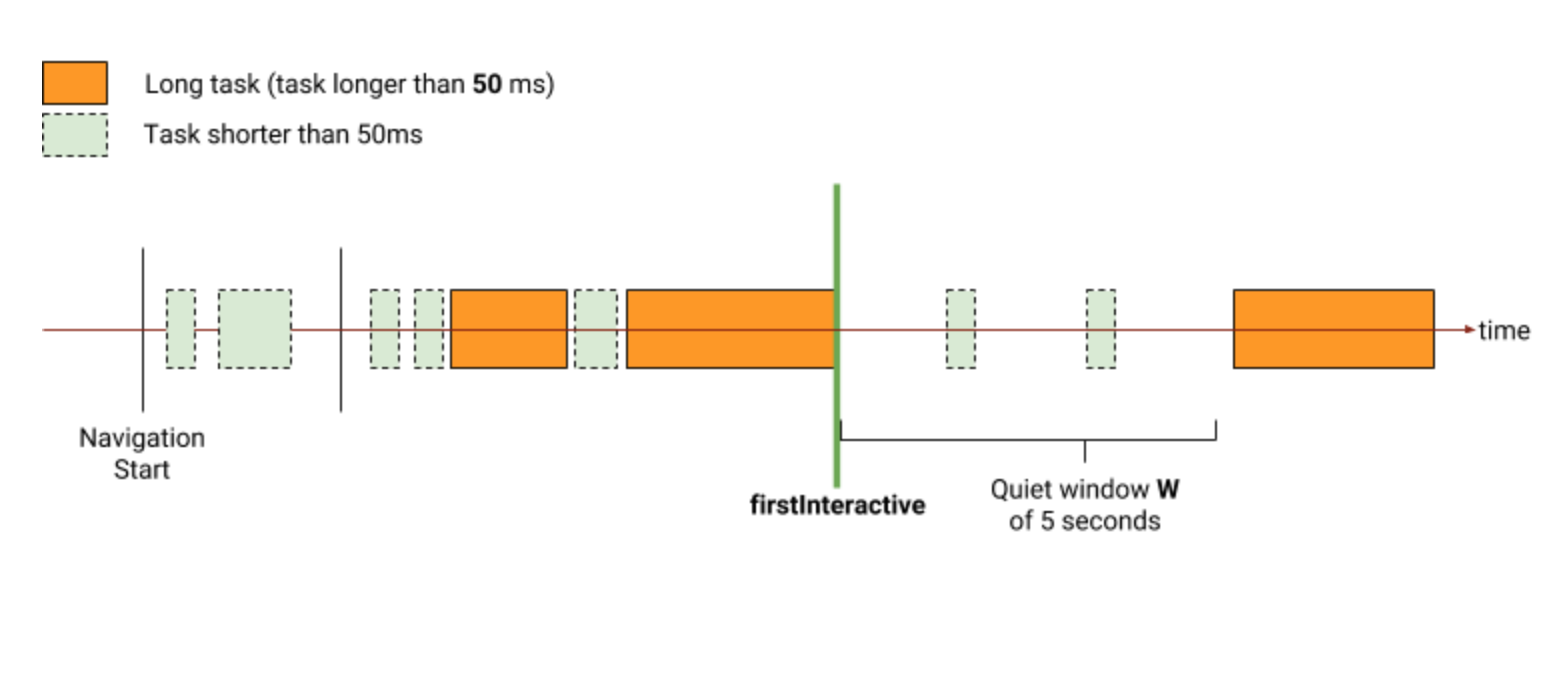 Long task (task longer than 50 ms)
Task shorter than 50ms
time
Navigation
Start
firstInteractive
Quiet window W
of 5 seconds